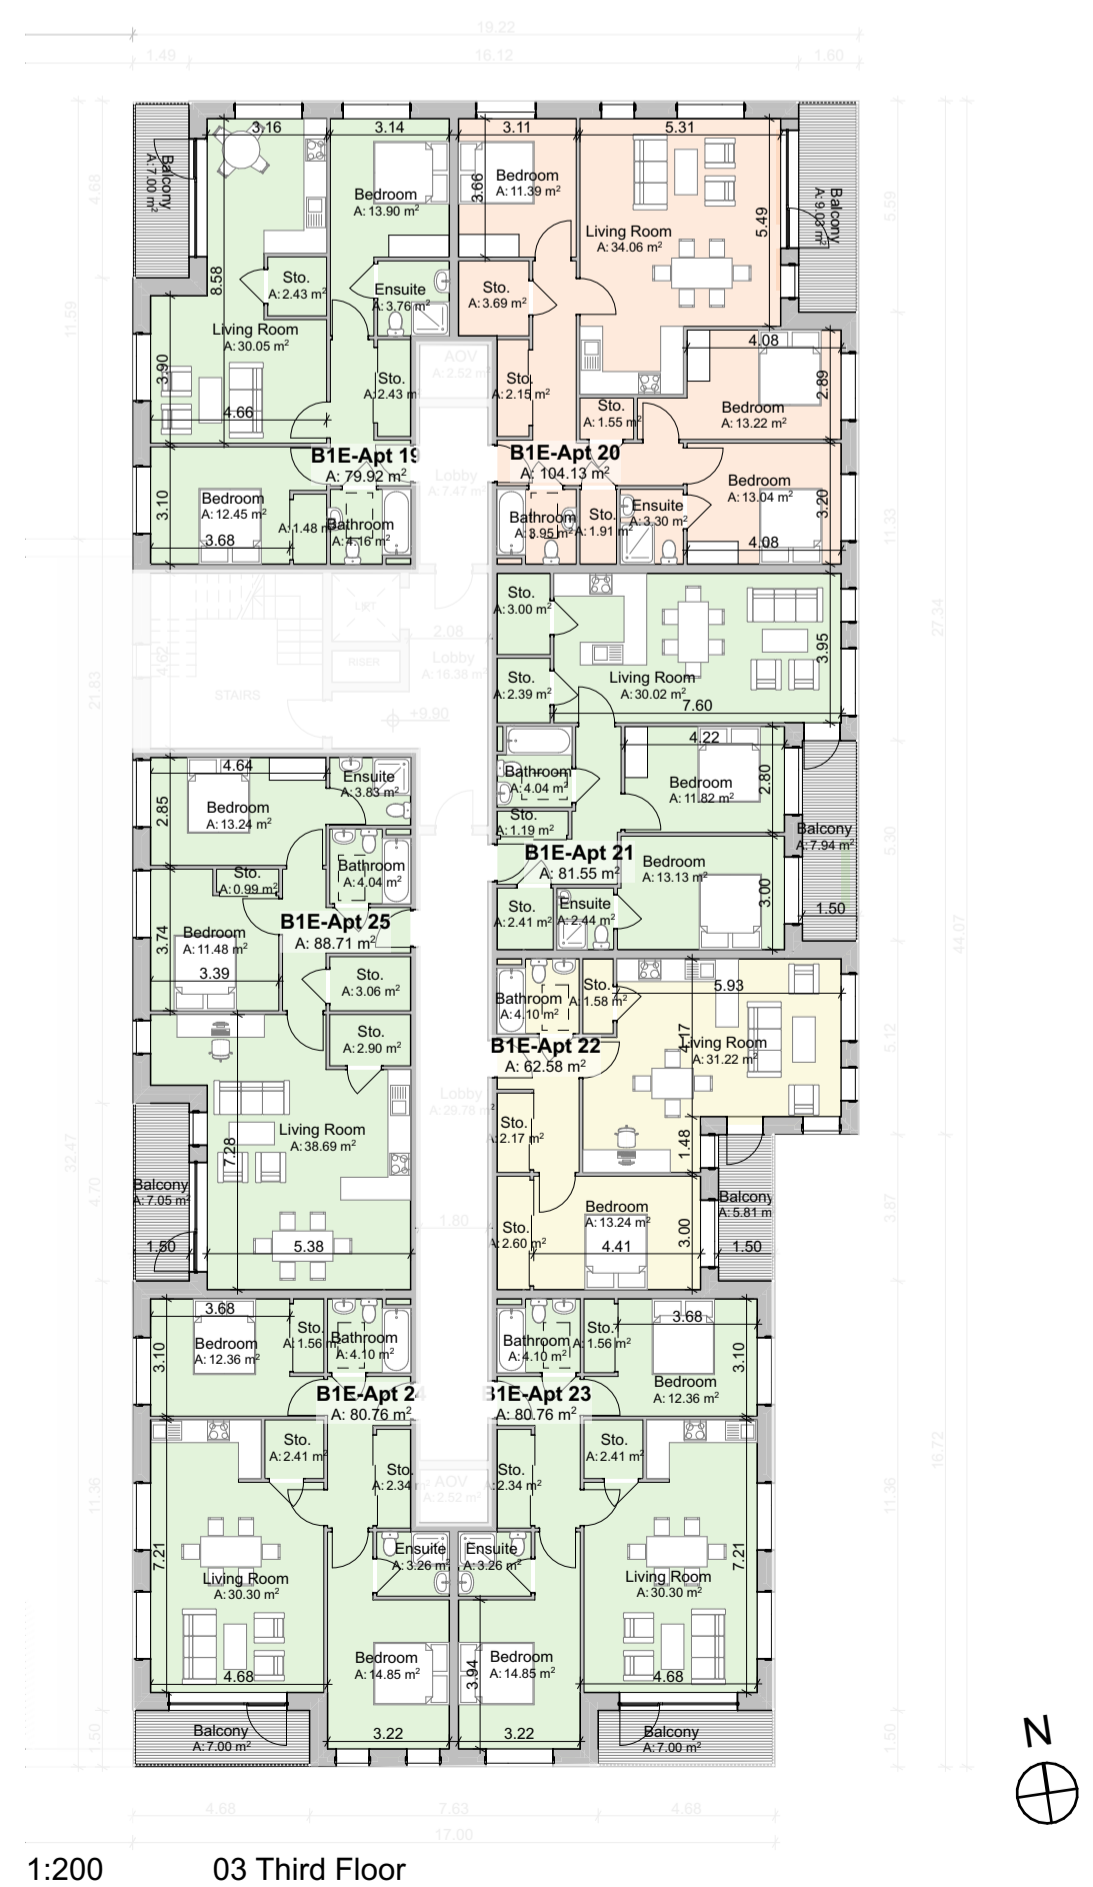 19.22
1.49
16.12
1.60
3.16
3.14
3.11
5.31
Balcony
A: 7.00 m²
Bedroom
A: 13.90 m²
3.66
Bedroom
A: 11.39 m²
Living Room
A: 34.06 m²
5.49
Balcony
A: 9.03 m²
4.68
5.59
8.58
Sto.
A: 2.43 m²
Ensuite
A: 3.76 m²
Sto.
A: 3.69 m²
11.59
Living Room
A: 30.05 m²
3.90
4.66
AOV
A: 2.52 m²
Sto.
A: 2.43 m
Sto.
A: 2.15 m²
4.08
2.89
Sto.
A: 1.55 m²
Bedroom
A: 13.22 m²
B1E-Apt 19
A: 79.92 m²
Lobby
A: 7.47 m²
B1E-Apt 20
A: 104.13 m²
Bedroom
A: 13.04 m²
3.20
4.08
3.10
Bedroom
A: 12.45 m²
3.68
A: 1.48 m
Bathroom
A: 4.16 m²
Bathroom
A: 3.95 m²
Sto.
A: 1.91 m²
Ensuite
A: 3.30 m²
11.33
27.34
LIFT
2.08
Lobby
A: 16.38 m²
RISER
4.62
STAIRS
+9.90
21.83
Sto.
A: 3.00 m²
Sto.
A: 2.39 m²
Living Room
A: 30.02 m²
3.95
7.60
4.64
2.85
Bedroom
A: 13.24 m²
Ensuite
A: 3.83 m²
Bathroom
A: 4.04 m²
4.22
Bedroom
A: 11.82 m²
2.80
Sto.
A: 1.19 m²
Balcony
A: 7.94 m²
5.30
Bathroom
A: 4.04 m²
Sto.
A: 0.99 m²
B1E-Apt 21
A: 81.55 m²
Bedroom
A: 13.13 m²
3.00
1.50
B1E-Apt 25
A: 88.71 m²
Sto.
A: 2.41 m²
Ensuite
A: 2.44 m²
3.74
Bedroom
A: 11.48 m²
3.39
44.07
Sto.
A: 3.06 m²
Bathroom
A: 4.10 m²
Sto.
A: 1.58 m²
5.93
Sto.
A: 2.90 m²
B1E-Apt 22
A: 62.58 m²
4.17
Living Room
A: 31.22 m²
5.12
Lobby
A: 29.78 m²
Living Room
A: 38.69 m²
7.28
Sto.
A: 2.17 m²
1.48
32.47
4.70
Balcony
A: 7.05 m²
1.50
5.38
1.80
Sto.
A: 2.60 m²
Bedroom
A: 13.24 m²
4.41
3.00
Balcony
A: 5.81 m
1.50
3.87
3.68
3.10
Bedroom
A: 12.36 m²
Sto.
A: 1.56 m²
Bathroom
A: 4.10 m²
Bathroom
A: 4.10 m²
Sto.
A: 1.56 m²
3.68
3.10
Bedroom
A: 12.36 m²
B1E-Apt 24
A: 80.76 m²
B1E-Apt 23
A: 80.76 m²
Sto.
A: 2.41 m²
Sto.
A: 2.34 m
AOV
A: 2.52 m²
Sto.
A: 2.34 m²
Sto.
A: 2.41 m²
16.72
11.36
11.36
7.21
Living Room
A: 30.30 m²
Ensuite
A: 3.26 m²
Ensuite
A: 3.26 m²
7.21
Living Room
A: 30.30 m²
4.68
Bedroom
A: 14.85 m²
3.94
Bedroom
A: 14.85 m²
4.68
3.22
3.22
Balcony
A: 7.00 m²
Balcony
A: 7.00 m²
1.50
1.50
N
4.68
7.63
4.68
17.00
1:200
03 Third Floor